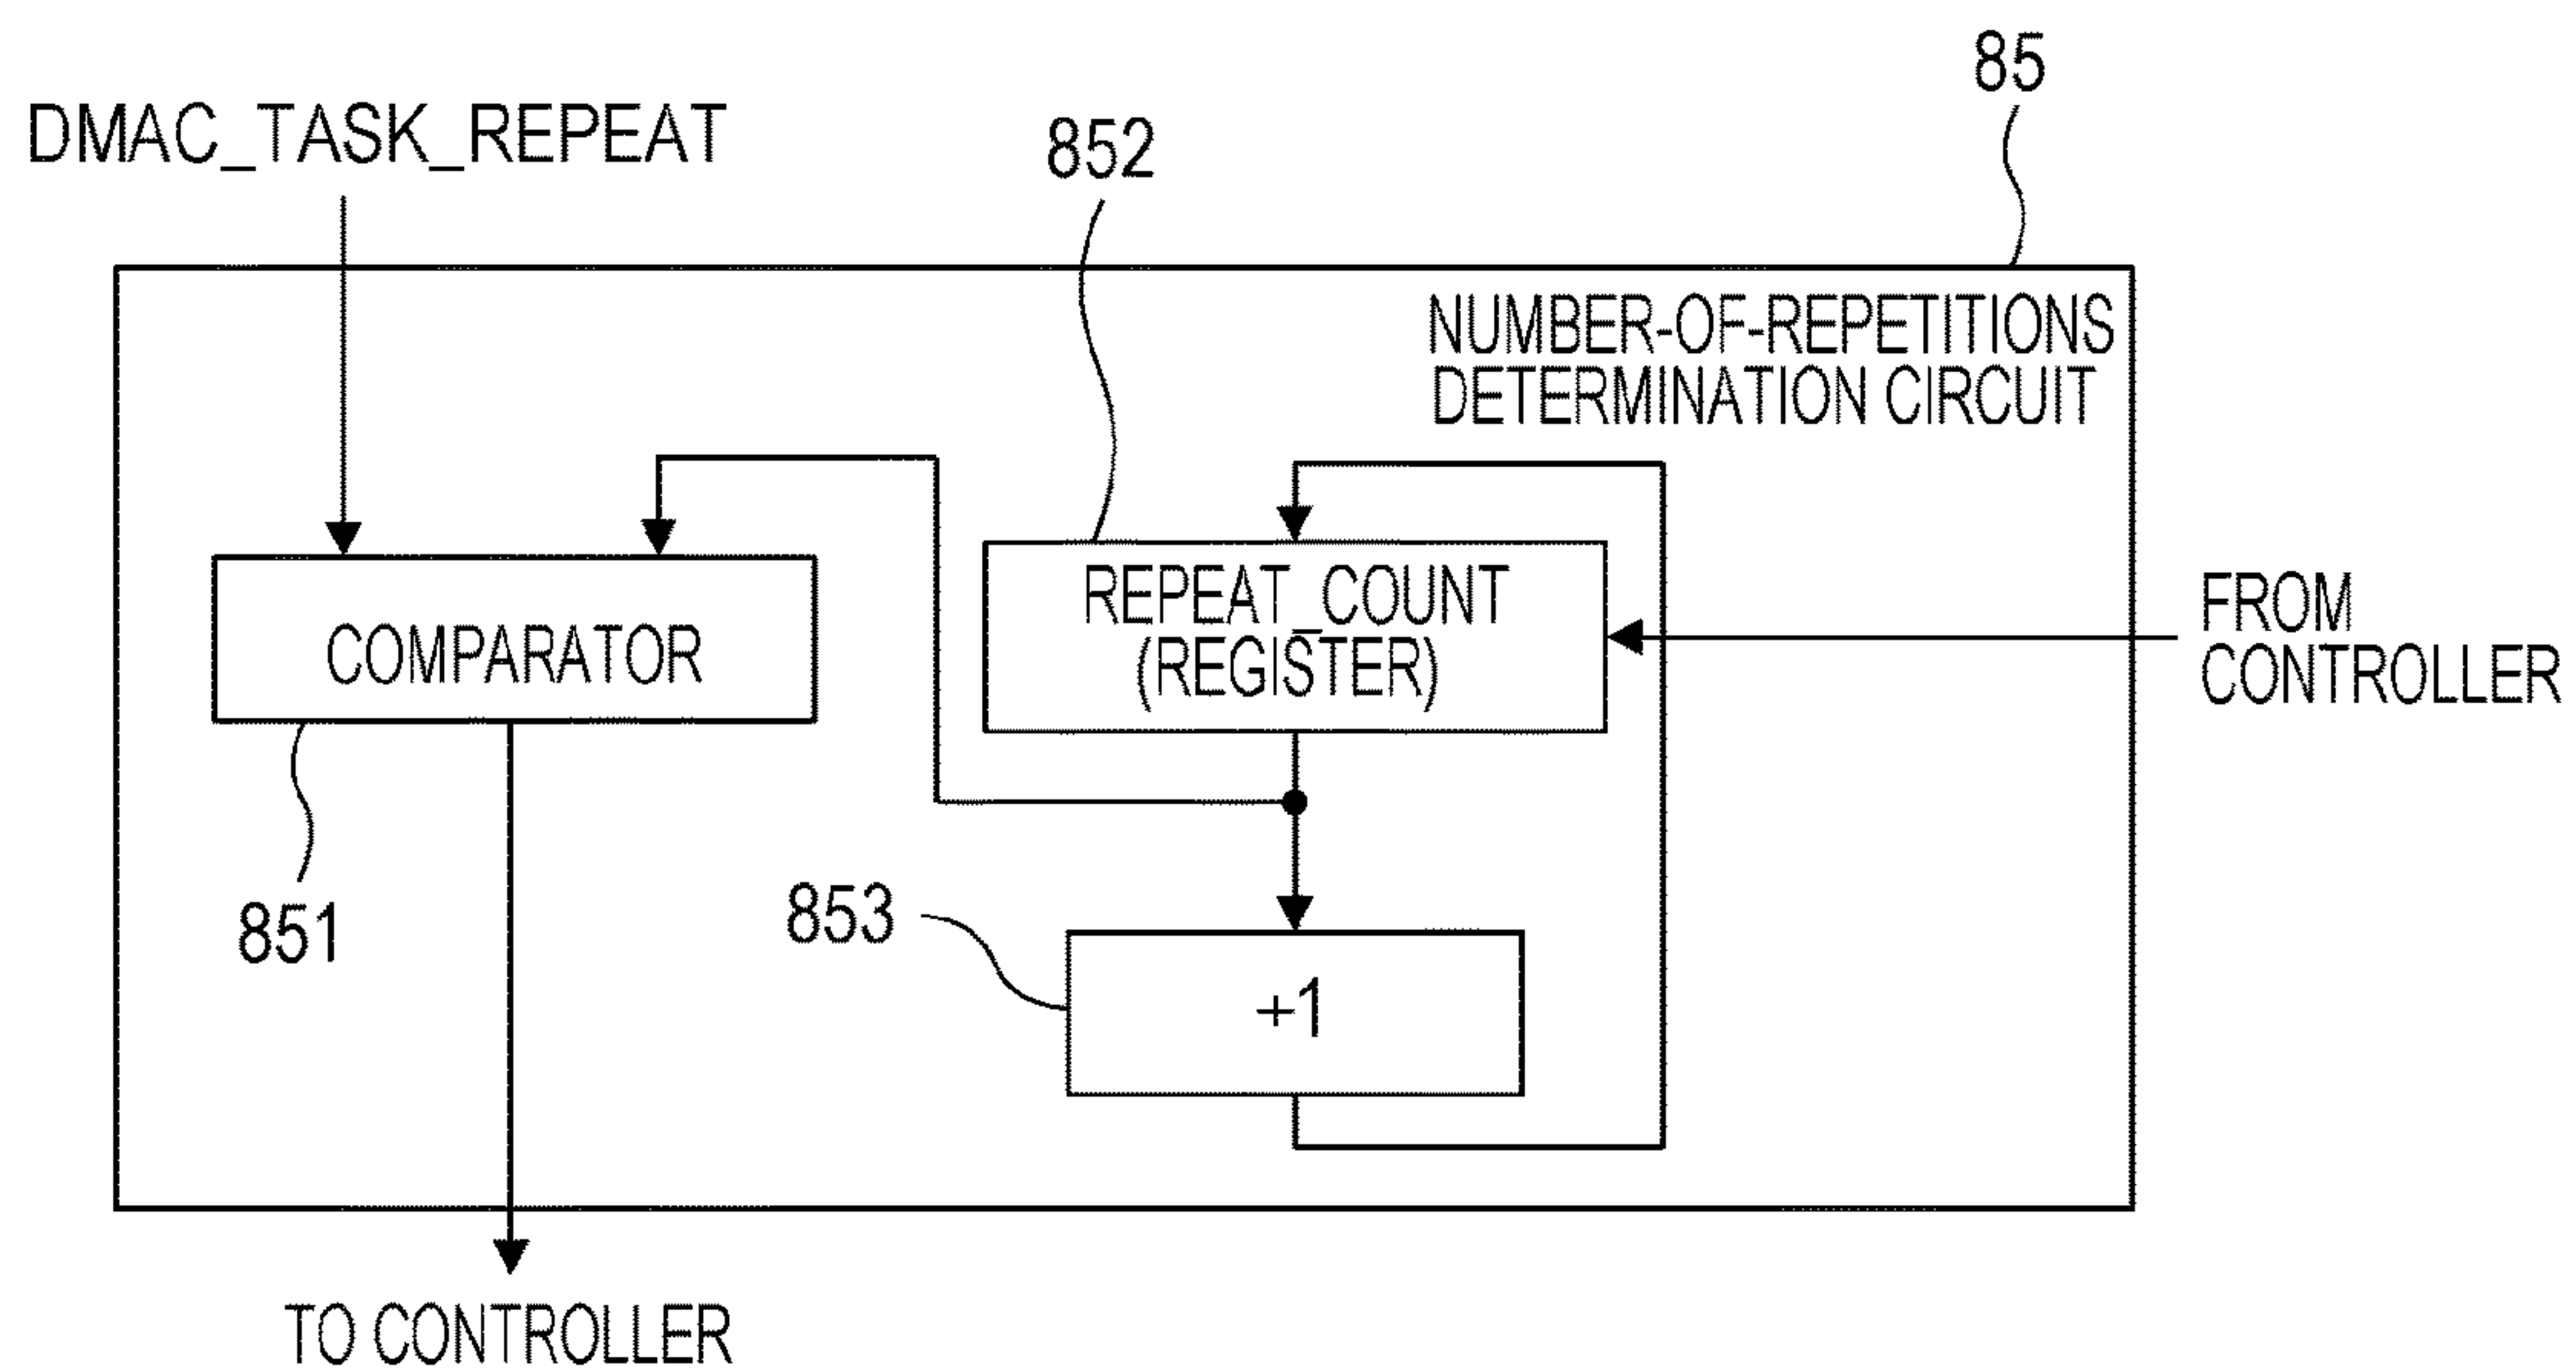 85
DMAC_TASK_REPEAT
852
NUMBER-OF-REPETITIONS
DETERMINATION CIRCUIT
COMPARATOR
REPEAT_COUNT
(REGISTER)
FROM
CONTROLLER
851
853
+1
TO CONTROLLER